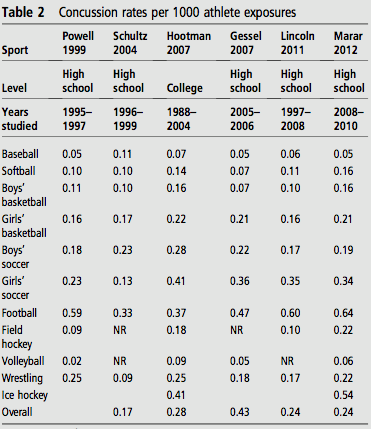 Table 2 Concussion rates per 1000 athlete exposures
Sport Powell 1999 Schultz 2004 Hootman 2007 Gessel 2007 Lincoln 2011 Marar 2012
Level High school High school College High school High school High school
Years studied 1995–1997 1996–1999 1988–2004 2005–2006 1997–2008 2008–2010
Baseball 0.05 0.11 0.07 0.05 0.06 0.05
Softball 0.10 0.10 0.14 0.07 0.11 0.16
Boys' basketball 0.11 0.10 0.16 0.07 0.10 0.16
Girls' basketball 0.16 0.17 0.22 0.21 0.16 0.21
Boys' soccer 0.18 0.23 0.28 0.22 0.17 0.19
Girls' soccer 0.23 0.13 0.41 0.36 0.35 0.34
Football 0.59 0.33 0.37 0.47 0.60 0.64
Field hockey 0.09 NR 0.18 NR 0.10 0.22
Volleyball 0.02 NR 0.09 0.05 NR 0.06
Wrestling 0.25 0.09 0.25 0.18 0.17 0.22
Ice hockey 0.41 0.54
Overall 0.17 0.28 0.43 0.24 0.24